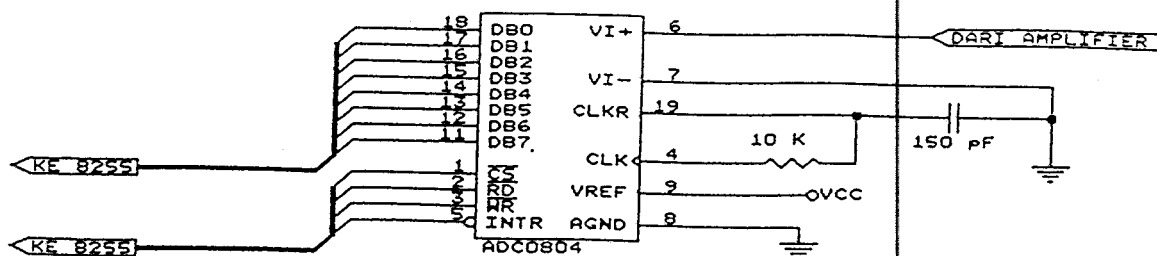 18 DB0 VI+ 6 DARI AMPLIFIER
17 DB1
16 DB2
15 DB3 VI- 7
14 DB4
13 DB5 CLKR 19
12 DB6
11 DB7
10 K 150 pF
KE 8255
CLK 4
1 CS
2 RD VREF 9 VCC
3 WR
5 INTR AGND 8
KE 8255
ADC0804